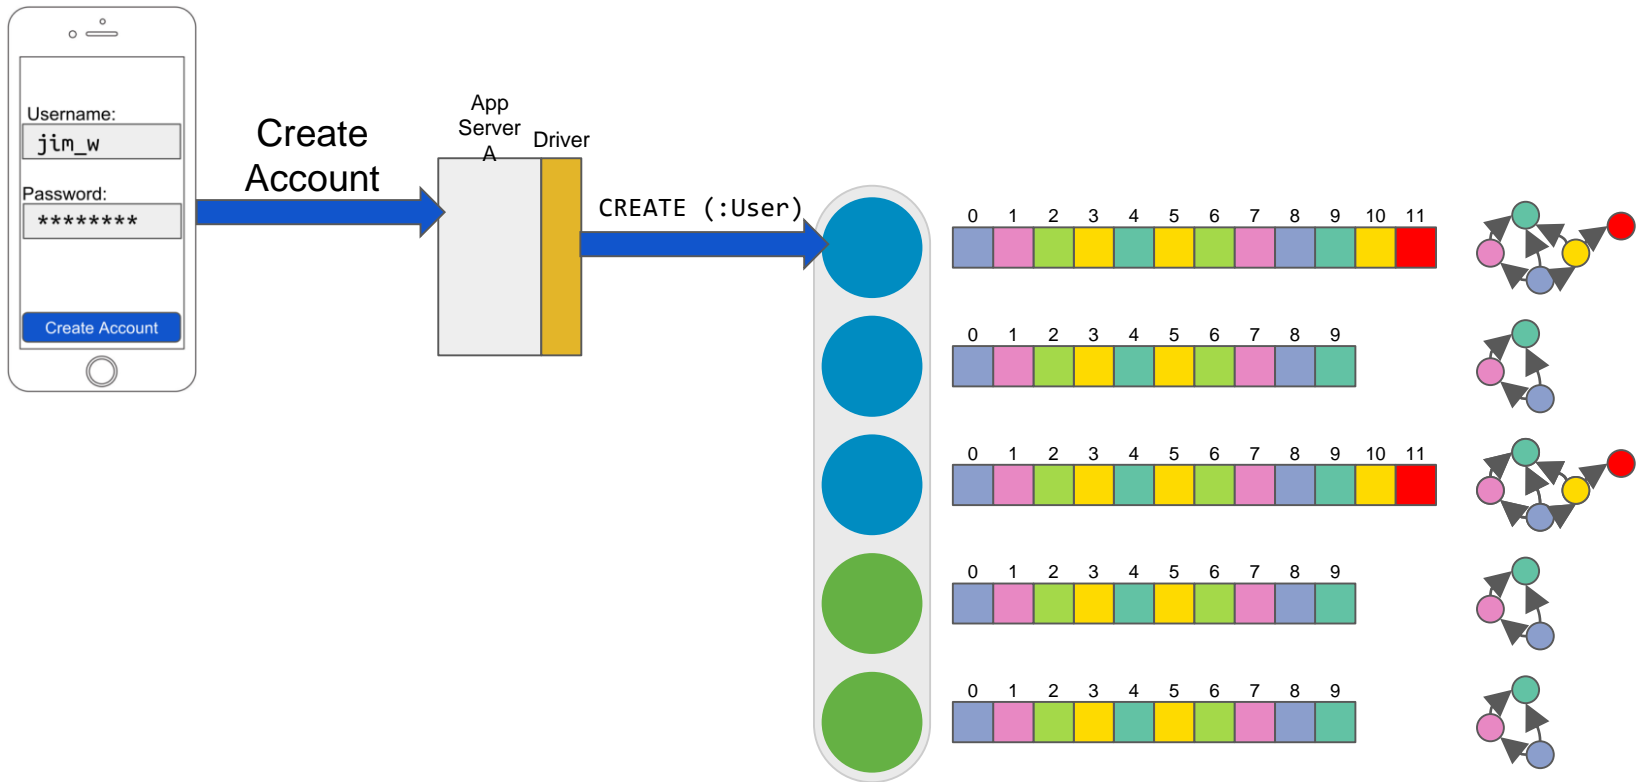 Username:
jim_w
Password:
********
Create Account
Create
Account
App
Server
A
Driver
CREATE (:User)
0 1 2 3 4 5 6 7 8 9 10 11
0 1 2 3 4 5 6 7 8 9
0 1 2 3 4 5 6 7 8 9 10 11
0 1 2 3 4 5 6 7 8 9
0 1 2 3 4 5 6 7 8 9